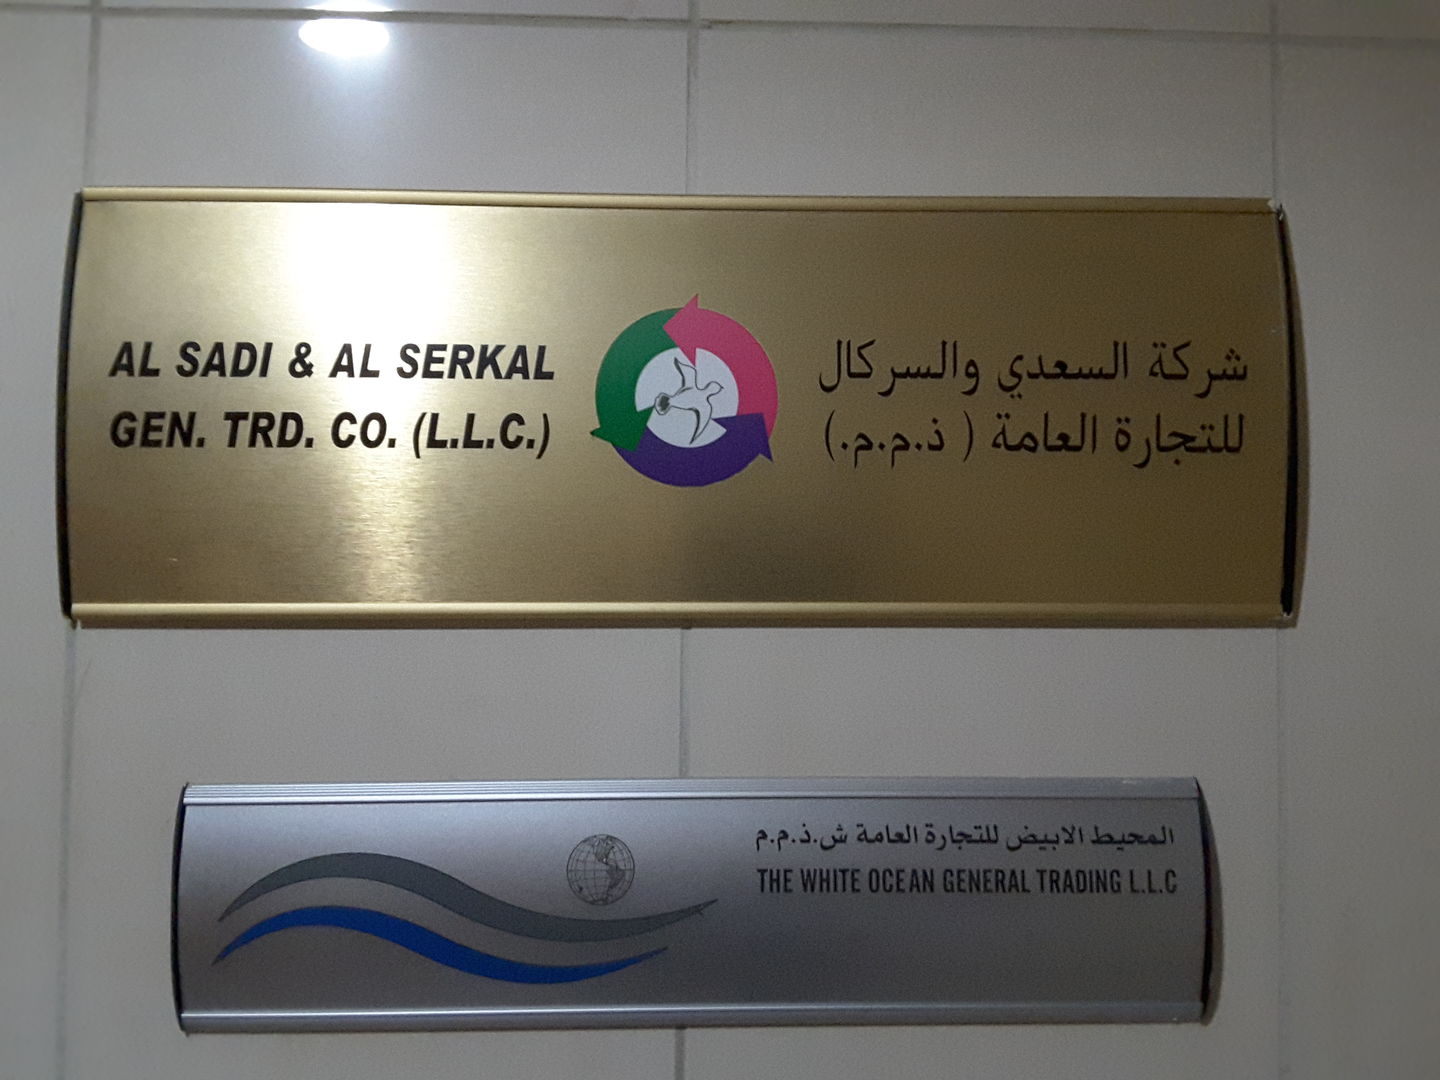 AL SADI & AL SERKAL
GEN. TRD. CO. (L.L.C.)
شركة السعدي والسركال
للتجارة العامة ( ذ.م.م.)
المحيط الابيض للتجارة العامة ش.ذ.م.م
THE WHITE OCEAN GENERAL TRADING L.L.C